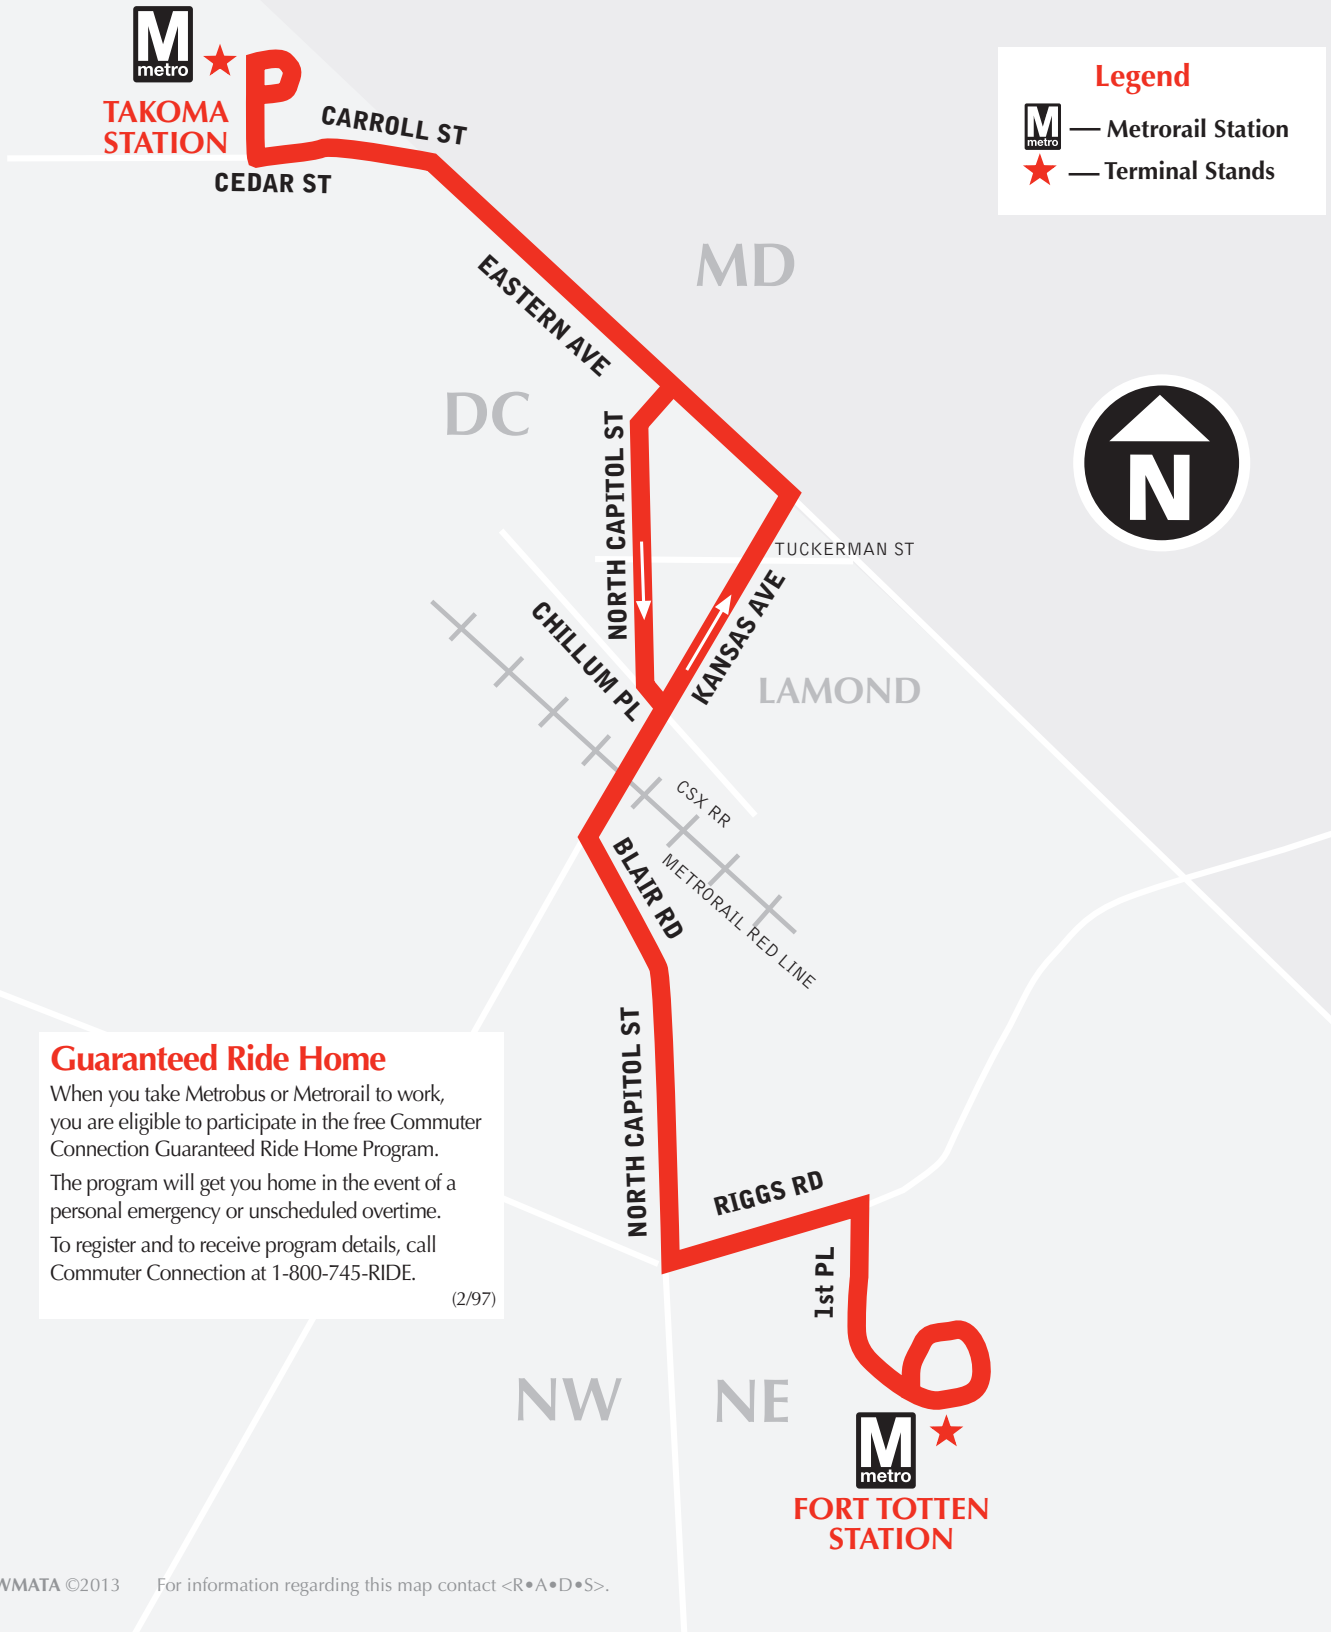 M
metro
TAKOMA
STATION
CARROLL ST
CEDAR ST
Legend
M
metro
— Metrorail Station
— Terminal Stands
MD
EASTERN AVE
DC
N
NORTH CAPITOL ST
TUCKERMAN ST
KANSAS AVE
CHILLUM PL
LAMOND
CSX RR
METRORAIL RED LINE
BLAIR RD
NORTH CAPITOL ST
Guaranteed Ride Home
When you take Metrobus or Metrorail to work,
you are eligible to participate in the free Commuter
Connection Guaranteed Ride Home Program.
The program will get you home in the event of a
personal emergency or unscheduled overtime.
To register and to receive program details, call
Commuter Connection at 1-800-745-RIDE.
(2/97)
RIGGS RD
1st PL
NW
NE
M
metro
FORT TOTTEN
STATION
WMATA ©2013 For information regarding this map contact <R•A•D•S>.